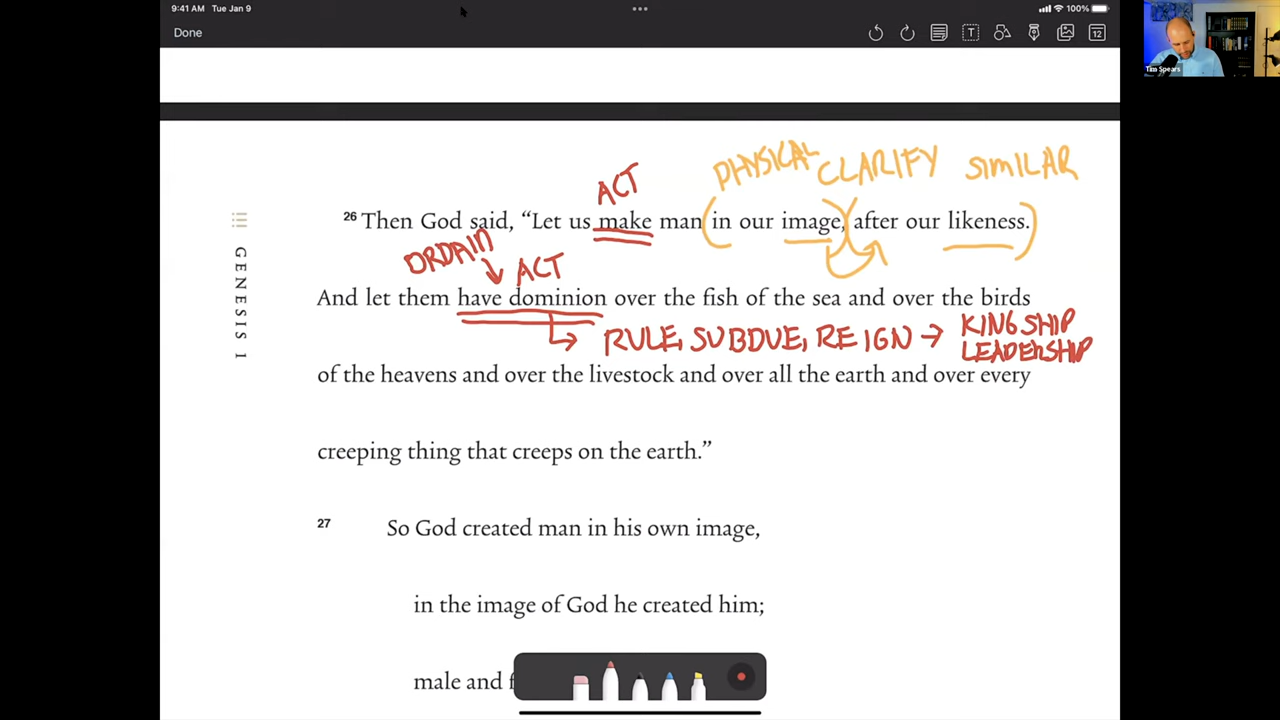 9:41 AM Tue Jan 9
100%
Done
T
12
Tim Spears
PHYSICAL CLARIFY SIMILAR
ACT
26 Then God said, “Let us make man in our image, after our likeness.
ORDAIN
ACT
And let them have dominion over the fish of the sea and over the birds
RULE, SUBDUE, REIGN → KINGSHIP
LEADERSHIP
of the heavens and over the livestock and over all the earth and over every
creeping thing that creeps on the earth.”
27 So God created man in his own image,
in the image of God he created him;
male and f
GENESIS 1